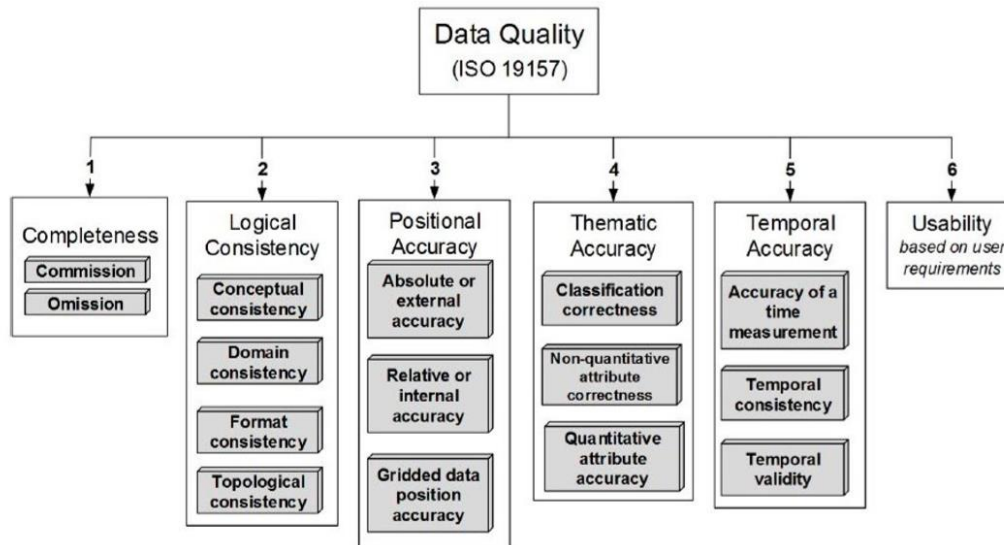 Data Quality
(ISO 19157)
1
Completeness
Commission
Omission
2
Logical
Consistency
Conceptual
consistency
Domain
consistency
Format
consistency
Topological
consistency
3
Positional
Accuracy
Absolute or
external
accuracy
Relative or
internal
accuracy
Gridded data
position
accuracy
4
Thematic
Accuracy
Classification
correctness
Non-quantitative
attribute
correctness
Quantitative
attribute
accuracy
5
Temporal
Accuracy
Accuracy of a
time
measurement
Temporal
consistency
Temporal
validity
6
Usability
based on user
requirements